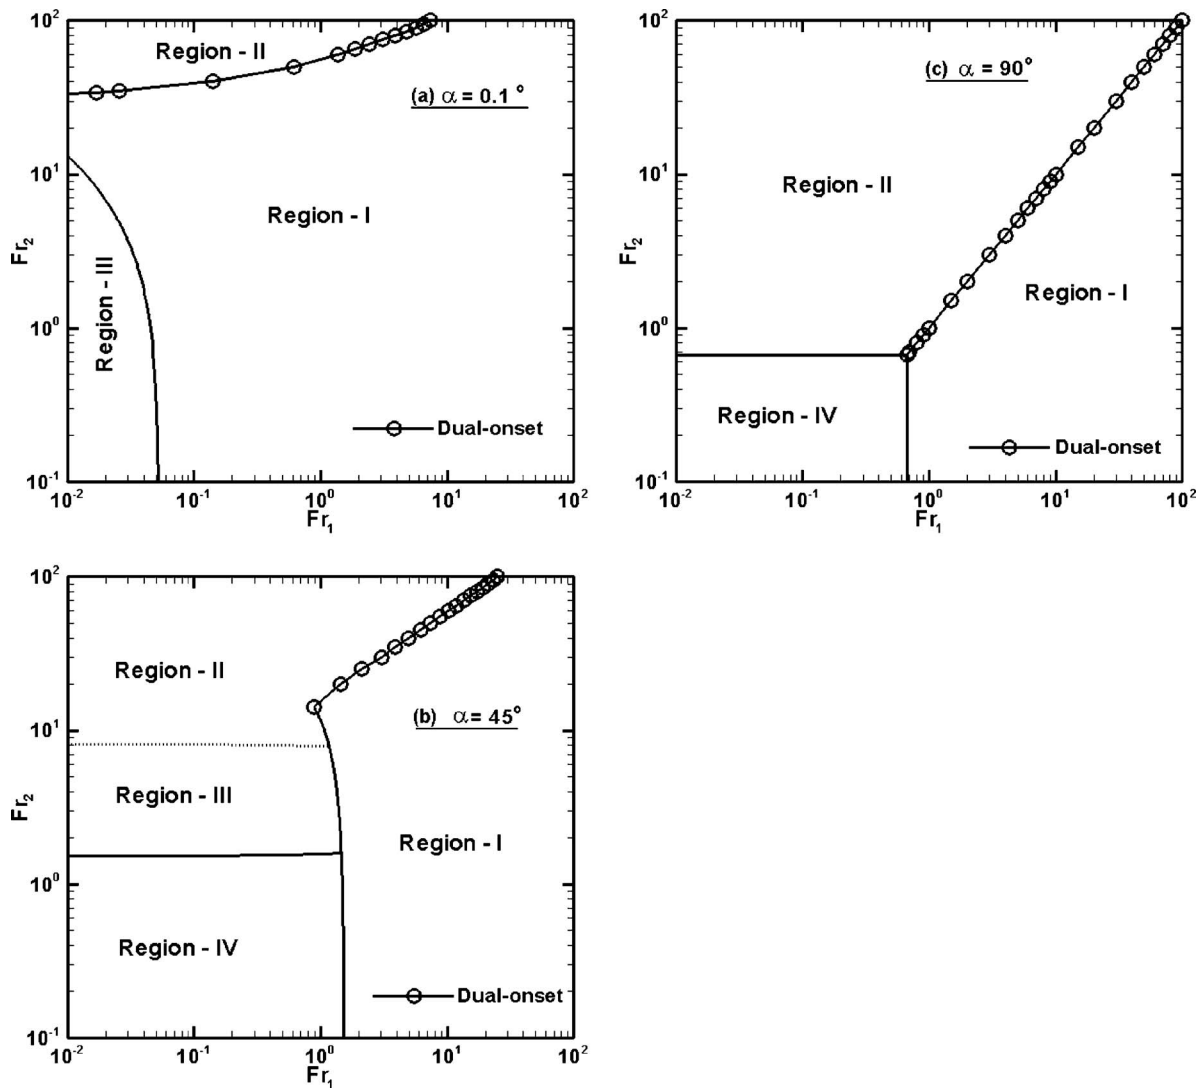 10²
Region - II
(a) α = 0.1 °
10¹
Region - I
Fr₂
Region - III
10⁰
Dual-onset
10⁻¹
10⁻² 10⁻¹ 10⁰ 10¹ 10²
Fr₁
10²
(c) α = 90°
10¹
Region - II
Fr₂
Region - I
10⁰
Region - IV
Dual-onset
10⁻¹
10⁻² 10⁻¹ 10⁰ 10¹ 10²
Fr₁
10²
Region - II
(b) α = 45°
10¹
Region - III
Fr₂
Region - I
10⁰
Region - IV
Dual-onset
10⁻¹
10⁻² 10⁻¹ 10⁰ 10¹ 10²
Fr₁